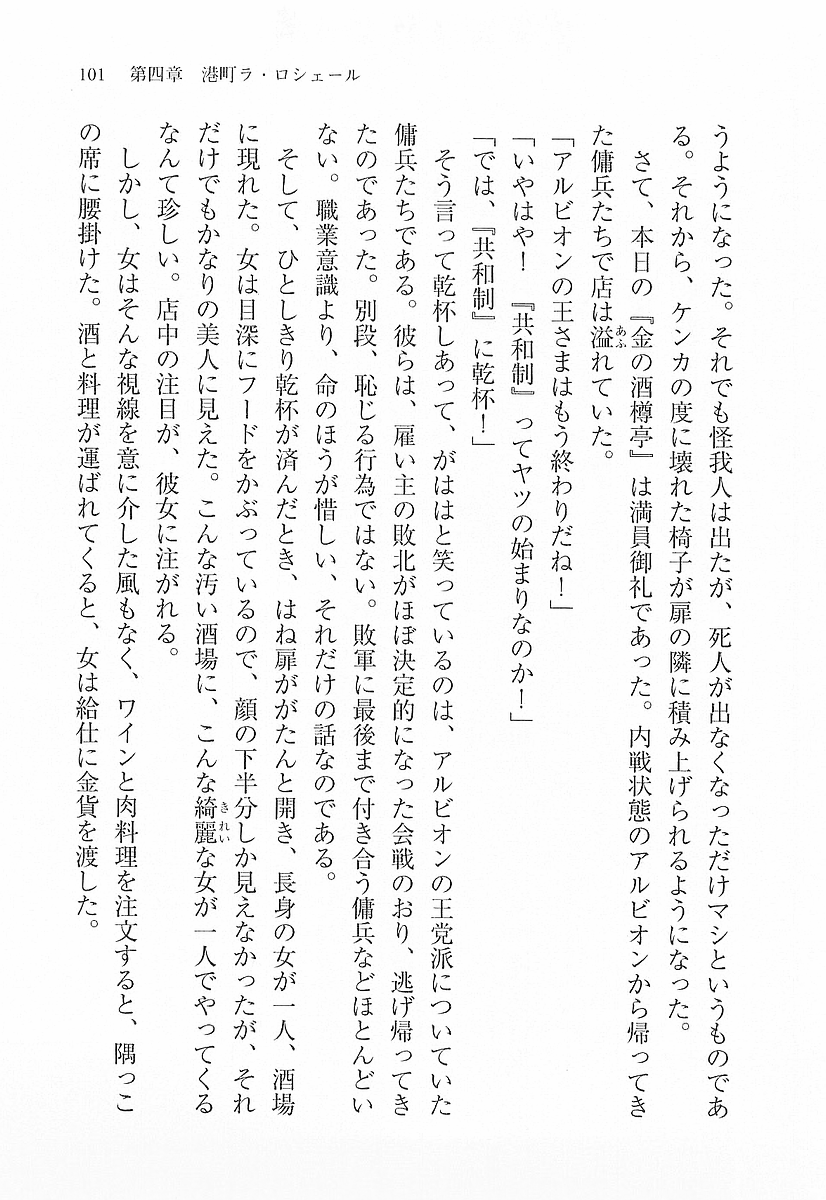 101　第四章　港町ラ・ロシェール
うようになった。それでも怪我人は出たが、死人が出なくなっただけマシというものであ
る。それから、ケンカの度に壊れた椅子が扉の隣に積み上げられるようになった。
　さて、本日の『金の酒樽亭』は満員御礼であった。内戦状態のアルビオンから帰ってき
た傭兵たちで店は溢れていた。
「アルビオンの王さまはもう終わりだね！」
「いやはや！　『共和制』ってヤツの始まりなのか！」
「では、『共和制』に乾杯！」
　そう言って乾杯しあって、がははと笑っているのは、アルビオンの王党派についていた
傭兵たちである。彼らは、雇い主の敗北がほぼ決定的になった会戦のおり、逃げ帰ってき
たのであった。別段、恥じる行為ではない。敗軍に最後まで付き合う傭兵などほとんどい
ない。職業意識より、命のほうが惜しい、それだけの話なのである。
　そして、ひとしきり乾杯が済んだとき、はね扉ががたんと開き、長身の女が一人、酒場
に現れた。女は目深にフードをかぶっているので、顔の下半分しか見えなかったが、それ
だけでもかなりの美人に見えた。こんな汚い酒場に、こんな綺麗な女が一人でやってくる
なんて珍しい。店中の注目が、彼女に注がれる。
　しかし、女はそんな視線を意に介した風もなく、ワインと肉料理を注文すると、隅っこ
の席に腰掛けた。酒と料理が運ばれてくると、女は給仕に金貨を渡した。
あふ
きれい